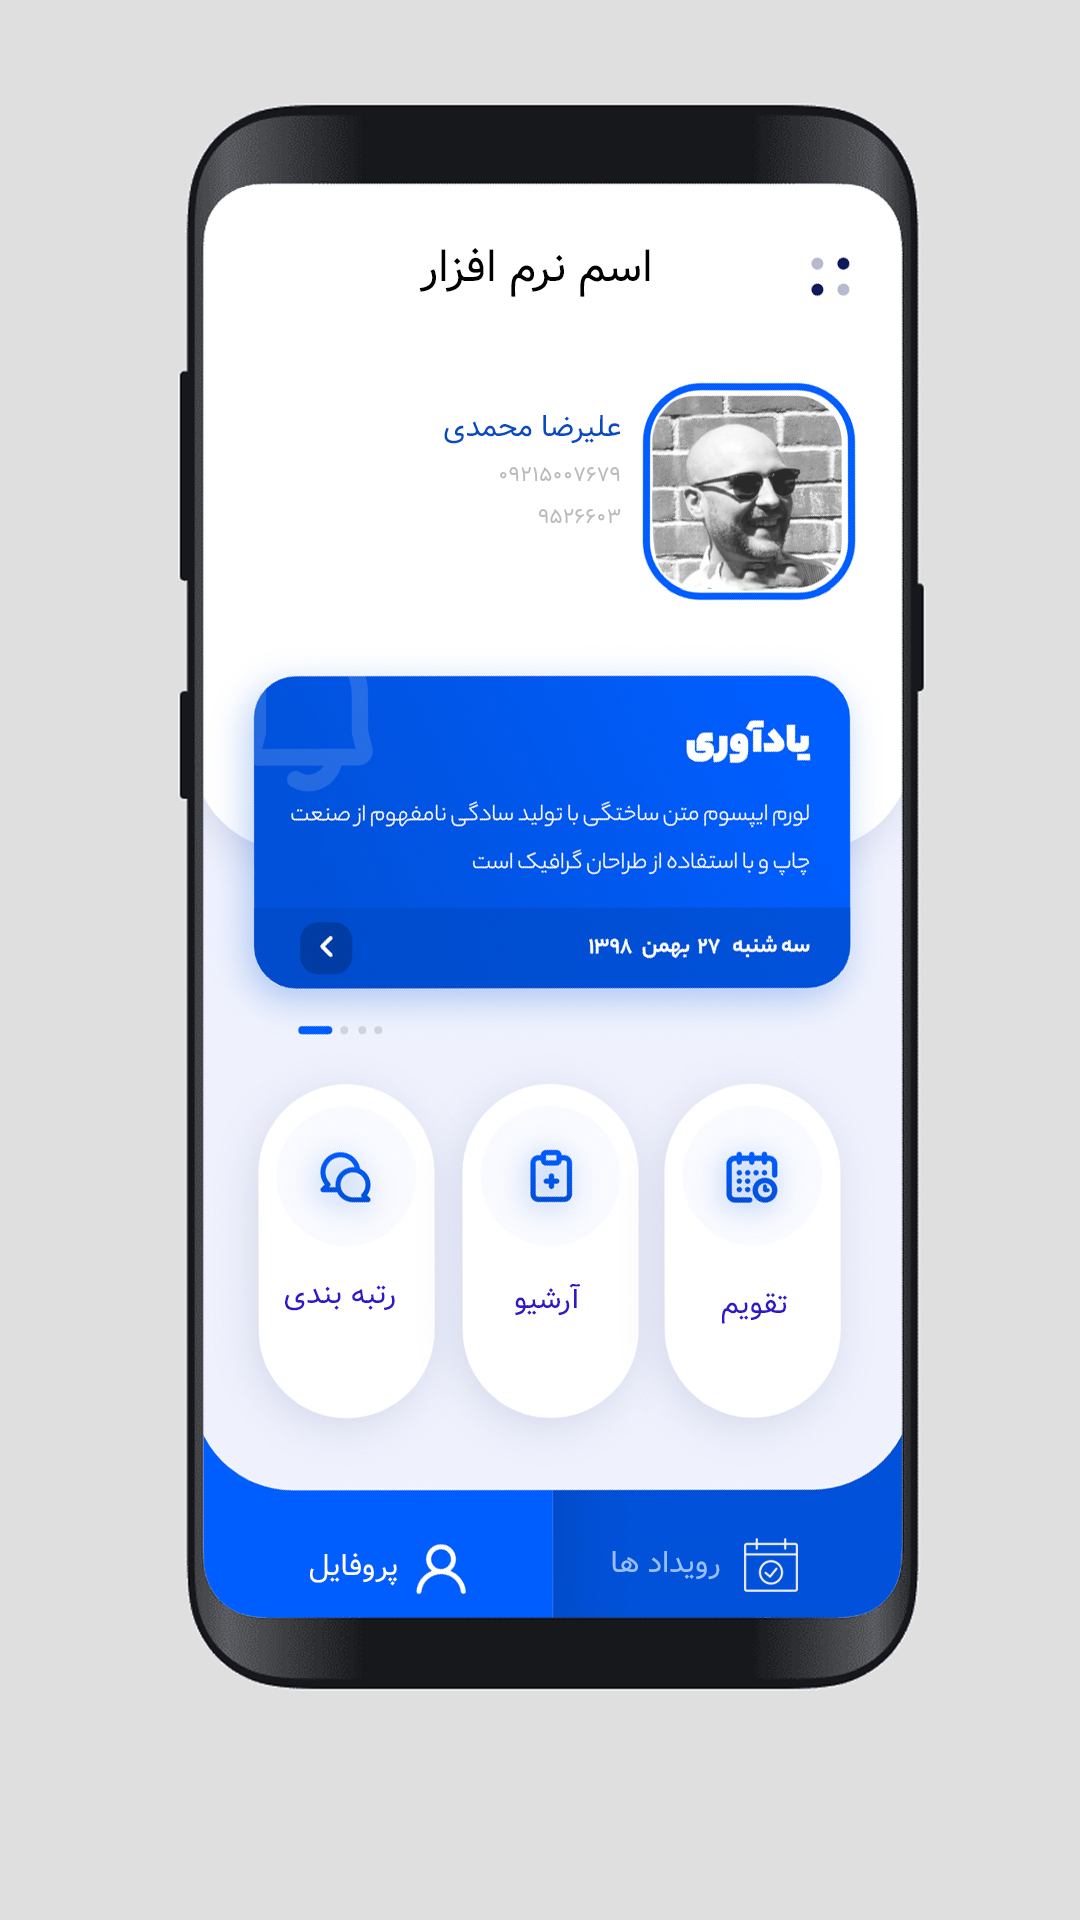 اسم نرم افزار
علیرضا محمدی
۰۹۲۱۵۰۰۷۶۷۹
۹۵۲۶۶۰۳
یادآوری
لورم ایپسوم متن ساختگی با تولید سادگی نامفهوم از صنعت
چاپ و با استفاده از طراحان گرافیک است
سه شنبه ۲۷ بهمن ۱۳۹۸
تقویم
آرشیو
رتبه بندی
رویداد ها
پروفایل